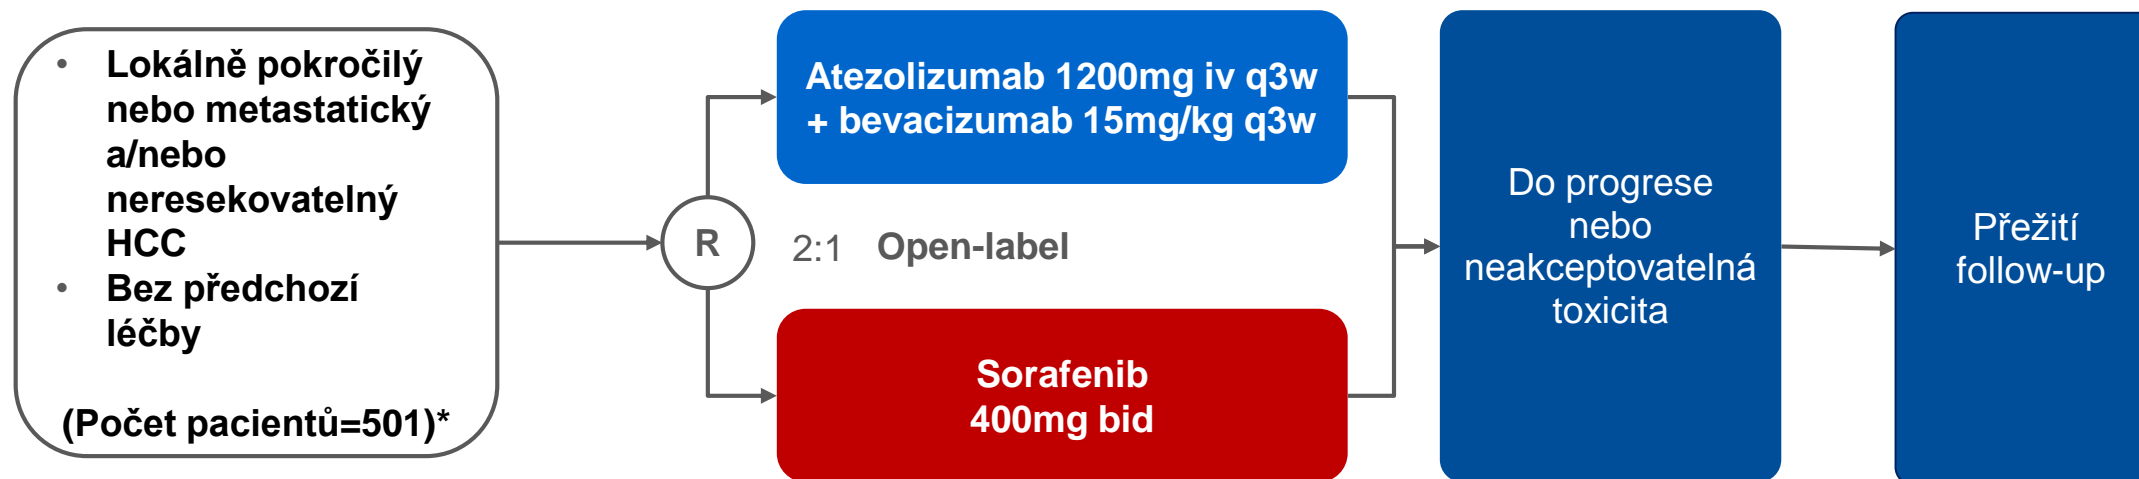 • Lokálně pokročilý
nebo metastatický
a/nebo
neresekovatelný
HCC
• Bez předchozí
léčby
(Počet pacientů=501)*
R
2:1 Open-label
Atezolizumab 1200mg iv q3w
+ bevacizumab 15mg/kg q3w
Sorafenib
400mg bid
Do progrese
nebo
neakceptovatelná
toxicita
Přežití
follow-up